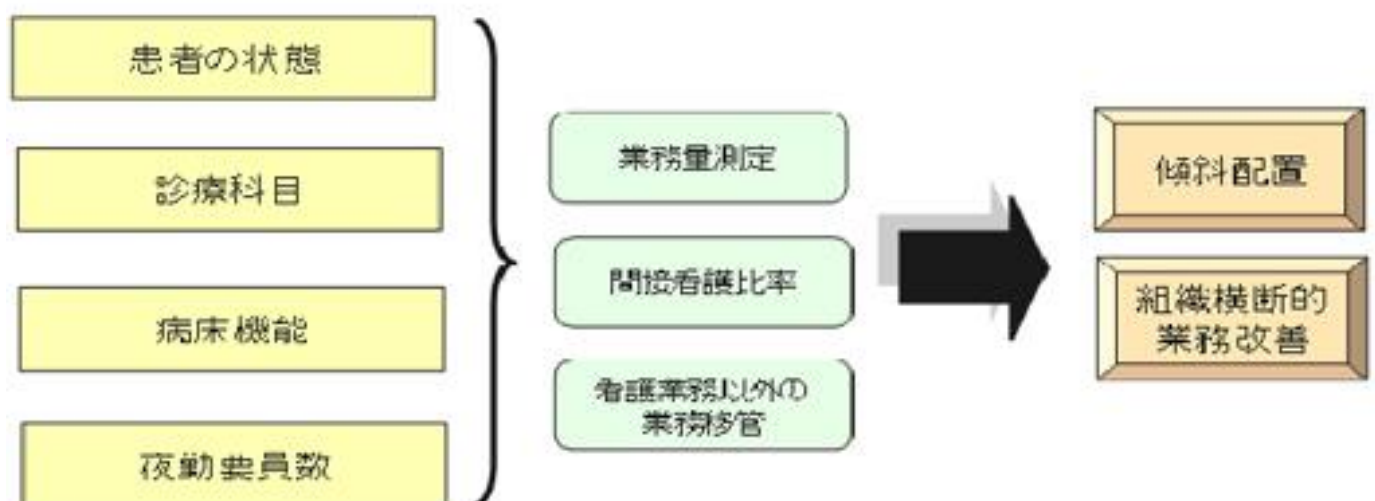 患者の状態
診療科目
病床機能
夜勤要員数
業務量測定
間接看護比率
看護業務以外の
業務移管
傾斜配置
組織横断的
業務改善